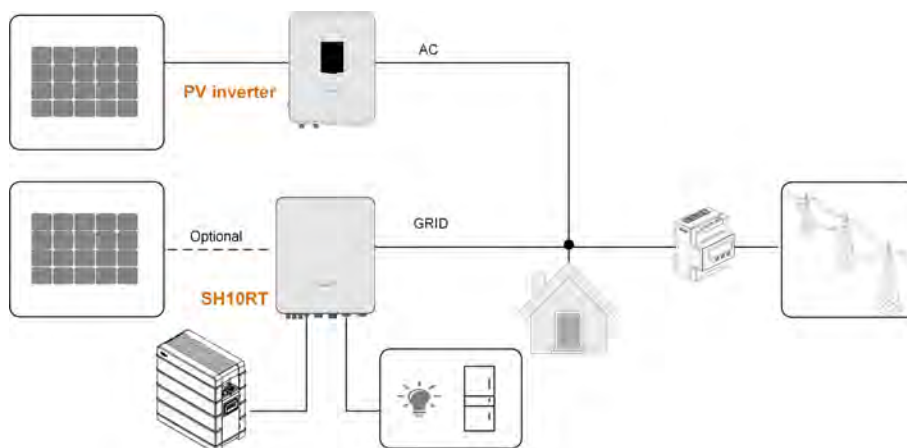 AC
PV inverter
Optional
GRID
SH10RT